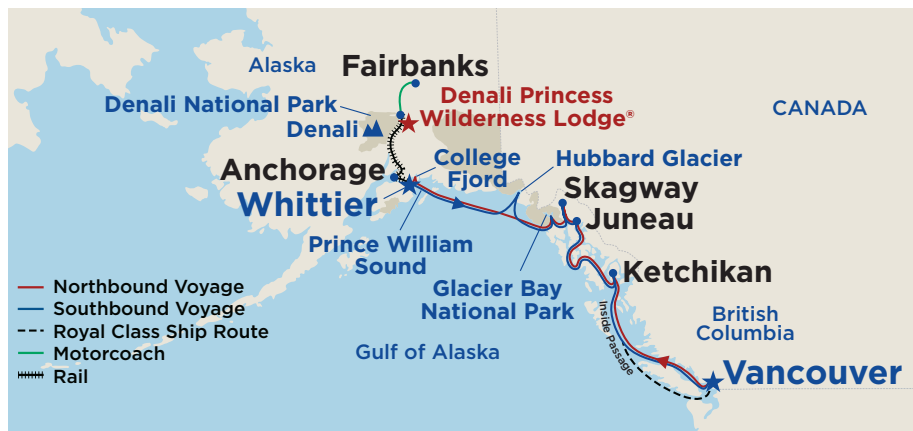 Alaska
Fairbanks
Denali National Park
Denali
Denali Princess
Wilderness Lodge®
CANADA
Anchorage
Whittier
College
Fjord
Hubbard Glacier
Skagway
Juneau
Prince William
Sound
Glacier Bay
National Park
Ketchikan
Northbound Voyage
Southbound Voyage
Royal Class Ship Route
Motorcoach
Rail
Gulf of Alaska
Inside Passage
British
Columbia
Vancouver